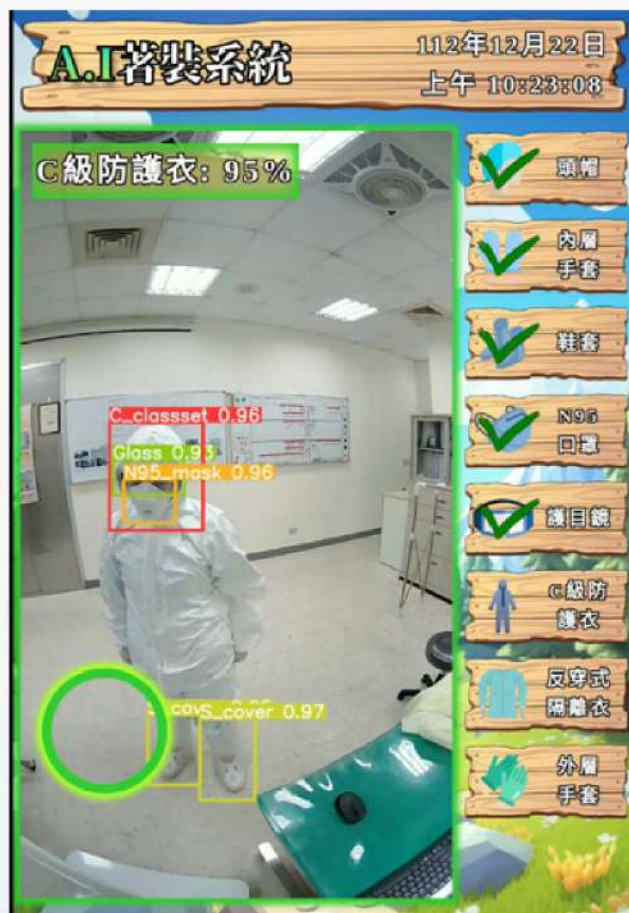 A.I著裝系統
112年12月22日
上午 10:23:08
C級防護衣: 95%
C_classset 0.96
Glass 0.93
N95_mask 0.96
S_cover 0.97
頭帽
內層
手套
鞋套
N95
口罩
護目鏡
C級防
護衣
反穿式
隔離衣
外層
手套